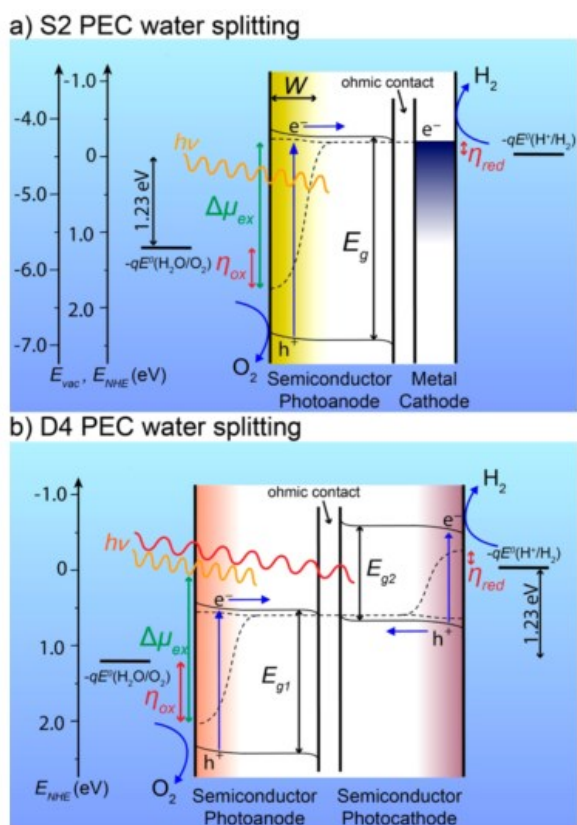 a) S2 PEC water splitting
ohmic contact
H₂
-1.0
-4.0
W
e⁻
e⁻
-qE⁰(H⁺/H₂)
hν
0
η_red
1.23 eV
-5.0
Δμ_ex
E_g
1.0
η_ox
-qE⁰(H₂O/O₂)
-6.0
2.0
h⁺
-7.0
O₂
E_vac , E_NHE (eV)
Semiconductor Photoanode
Metal Cathode
b) D4 PEC water splitting
H₂
-1.0
ohmic contact
e⁻
hν
-qE⁰(H⁺/H₂)
0
E_g2
η_red
e⁻
1.23 eV
Δμ_ex
h⁺
1.0
-qE⁰(H₂O/O₂)
E_g1
η_ox
2.0
h⁺
O₂
E_NHE (eV)
Semiconductor Photoanode
Semiconductor Photocathode